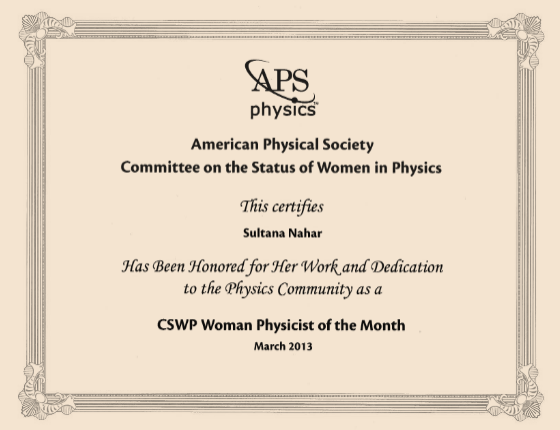 APS
physics™
American Physical Society
Committee on the Status of Women in Physics
This certifies
Sultana Nahar
Has Been Honored for Her Work and Dedication
to the Physics Community as a
CSWP Woman Physicist of the Month
March 2013